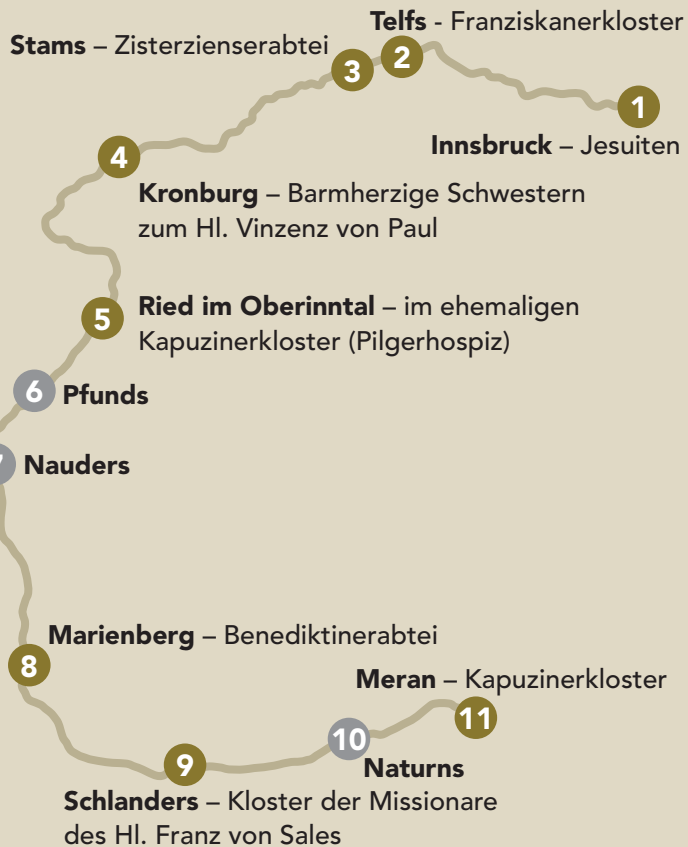 Telfs - Franziskanerkloster
Stams – Zisterzienserabtei
2
3
1
Innsbruck – Jesuiten
4
Kronburg – Barmherzige Schwestern
zum Hl. Vinzenz von Paul
5
Ried im Oberinntal – im ehemaligen
Kapuzinerkloster (Pilgerhospiz)
6 Pfunds
7 Nauders
Marienberg – Benediktinerabtei
8
Meran – Kapuzinerkloster
11
10
Naturns
9
Schlanders – Kloster der Missionare
des Hl. Franz von Sales